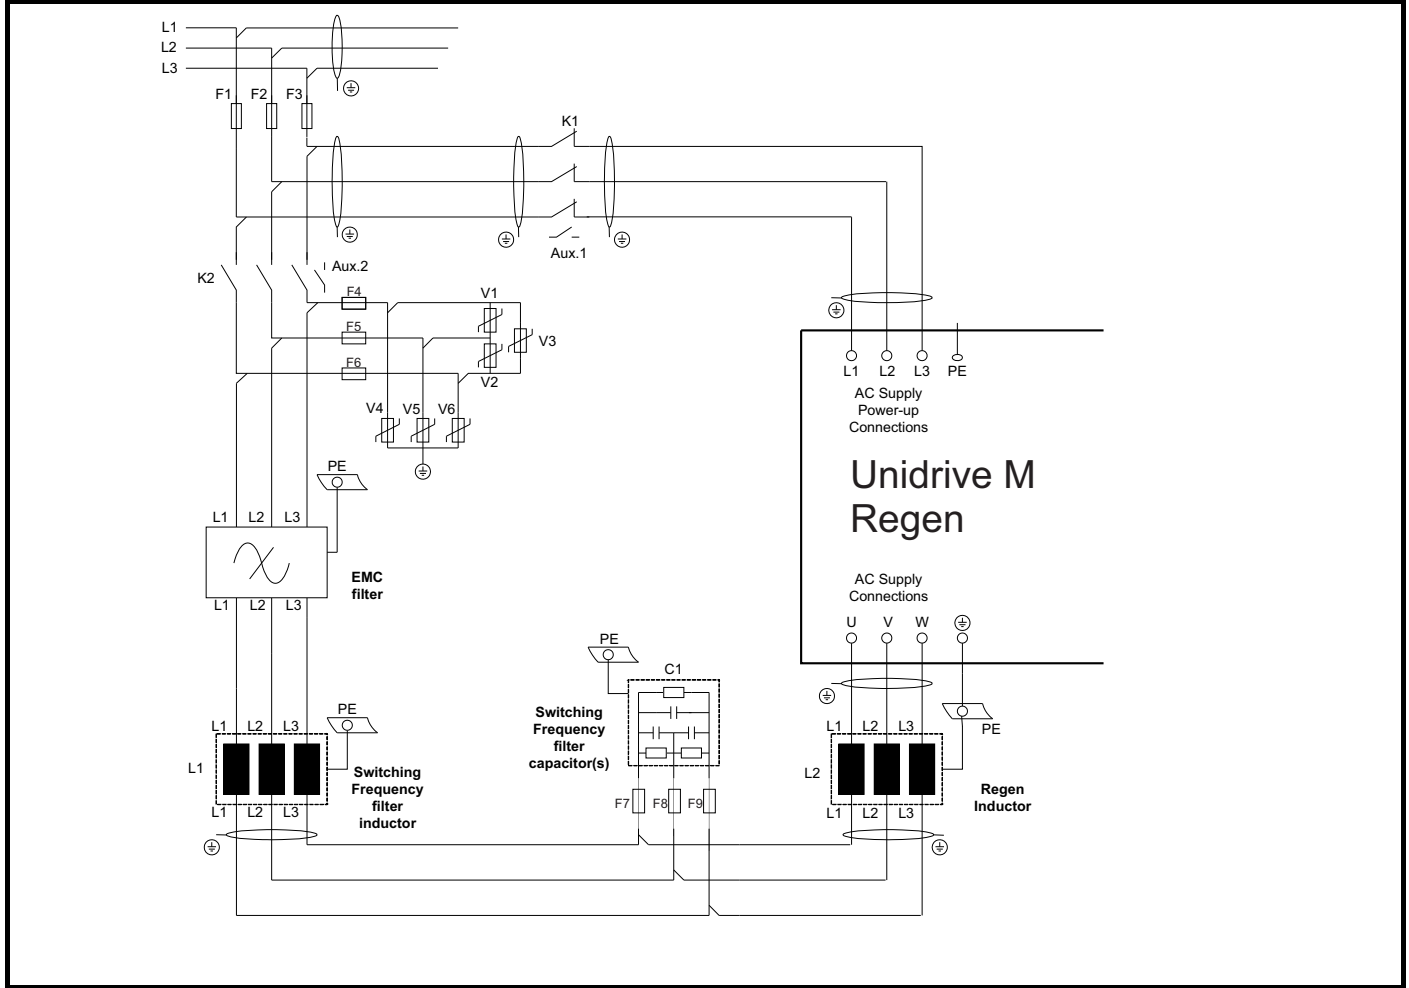 L1
L2
L3
F1 F2 F3
K1
Aux.1
K2
Aux.2
F4
F5
F6
V1
V3
V2
V4 V5 V6
PE
L1 L2 L3
EMC
filter
L1 L2 L3
L1 L2 L3 PE
AC Supply
Power-up
Connections
Unidrive M
Regen
AC Supply
Connections
U V W
PE
C1
Switching
Frequency
filter
capacitor(s)
F7 F8 F9
PE
L1 L2 L3
L1
Switching
Frequency
filter
inductor
L1 L2 L3
PE
L1 L2 L3
L2
Regen
Inductor
L1 L2 L3